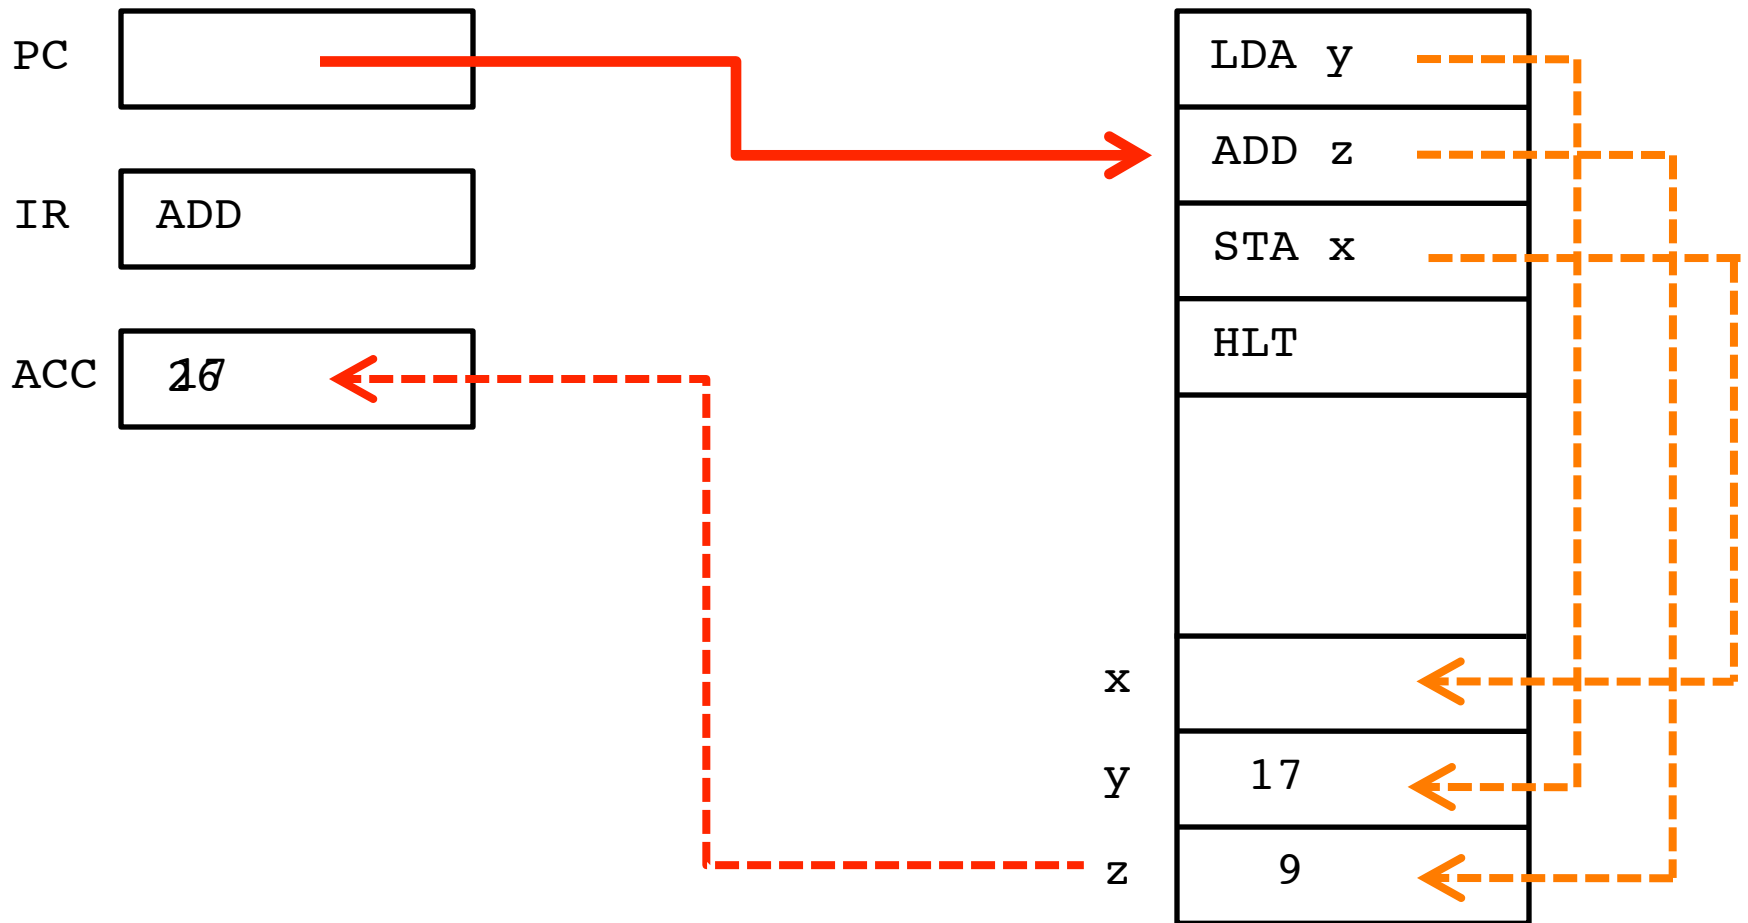 PC
IR ADD
ACC
LDA y
ADD z
STA x
HLT
x
y 17
z 9